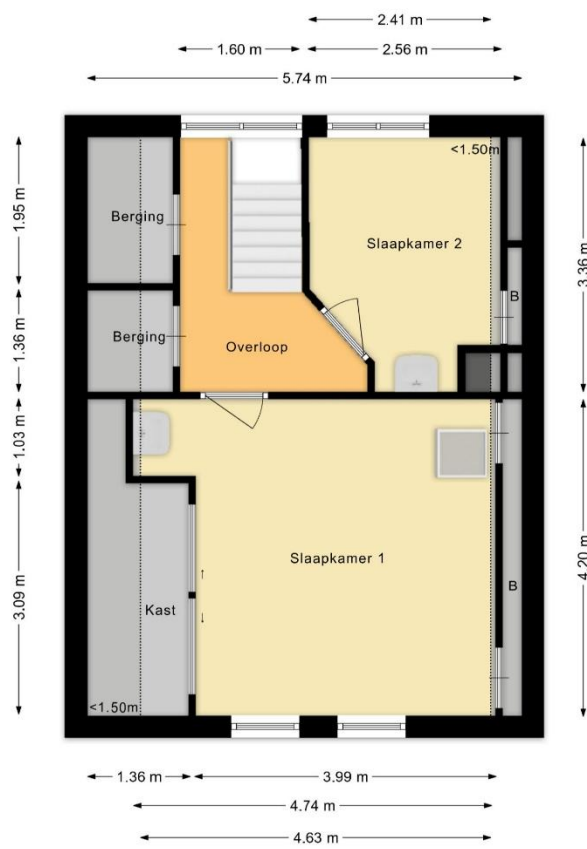 2.41 m
1.60 m
2.56 m
5.74 m
<1.50m
1.95 m
Berging
Slaapkamer 2
3.36 m
B
1.36 m
Berging
Overloop
1.03 m
Slaapkamer 1
4.20 m
3.09 m
Kast
B
<1.50m
1.36 m
3.99 m
4.74 m
4.63 m